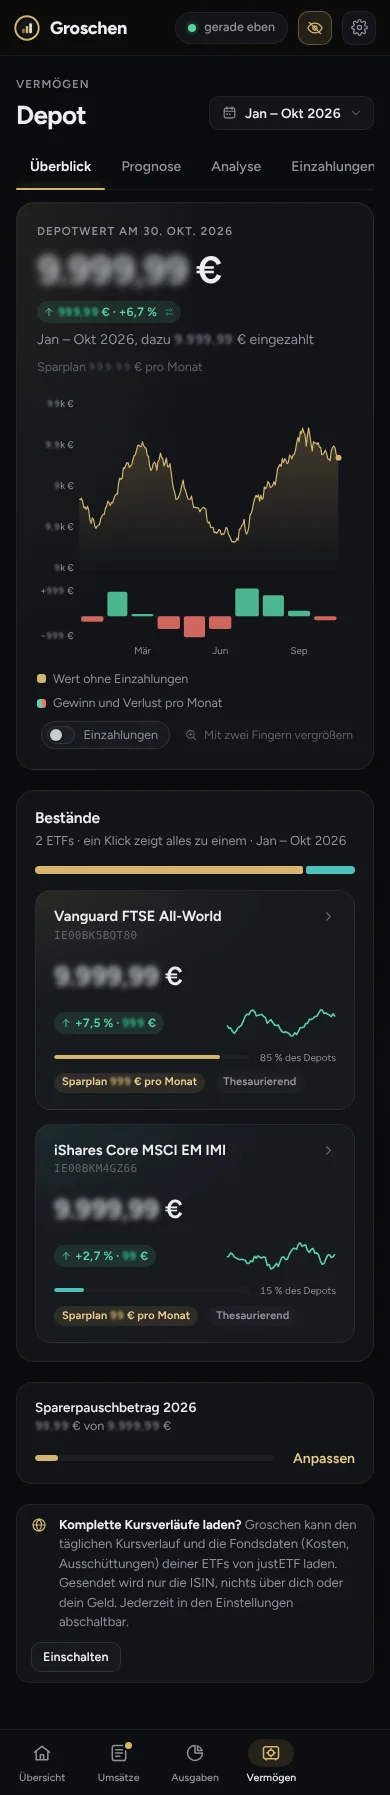 Groschen
gerade eben
VERMÖGEN
Depot
Jan – Okt 2026
Überblick
Prognose
Analyse
Einzahlungen
DEPOTWERT AM 30. OKT. 2026
€
€ · +6,7 %
Jan – Okt 2026, dazu € eingezahlt
Sparplan € pro Monat
k €
k €
k €
k €
k €
€
€
Mär
Jun
Sep
Wert ohne Einzahlungen
Gewinn und Verlust pro Monat
Einzahlungen
Mit zwei Fingern vergrößern
Bestände
2 ETFs · ein Klick zeigt alles zu einem · Jan – Okt 2026
Vanguard FTSE All-World
IE00BK5BQT80
€
+7,5 % · €
85 % des Depots
Sparplan € pro Monat
Thesaurierend
iShares Core MSCI EM IMI
IE00BKM4GZ66
€
+2,7 % · €
15 % des Depots
Sparplan € pro Monat
Thesaurierend
Sparerpauschbetrag 2026
€ von €
Anpassen
Komplette Kursverläufe laden? Groschen kann den
täglichen Kursverlauf und die Fondsdaten (Kosten,
Ausschüttungen) deiner ETFs von justETF laden.
Gesendet wird nur die ISIN, nichts über dich oder
dein Geld. Jederzeit in den Einstellungen
abschaltbar.
Einschalten
Übersicht
Umsätze
Ausgaben
Vermögen